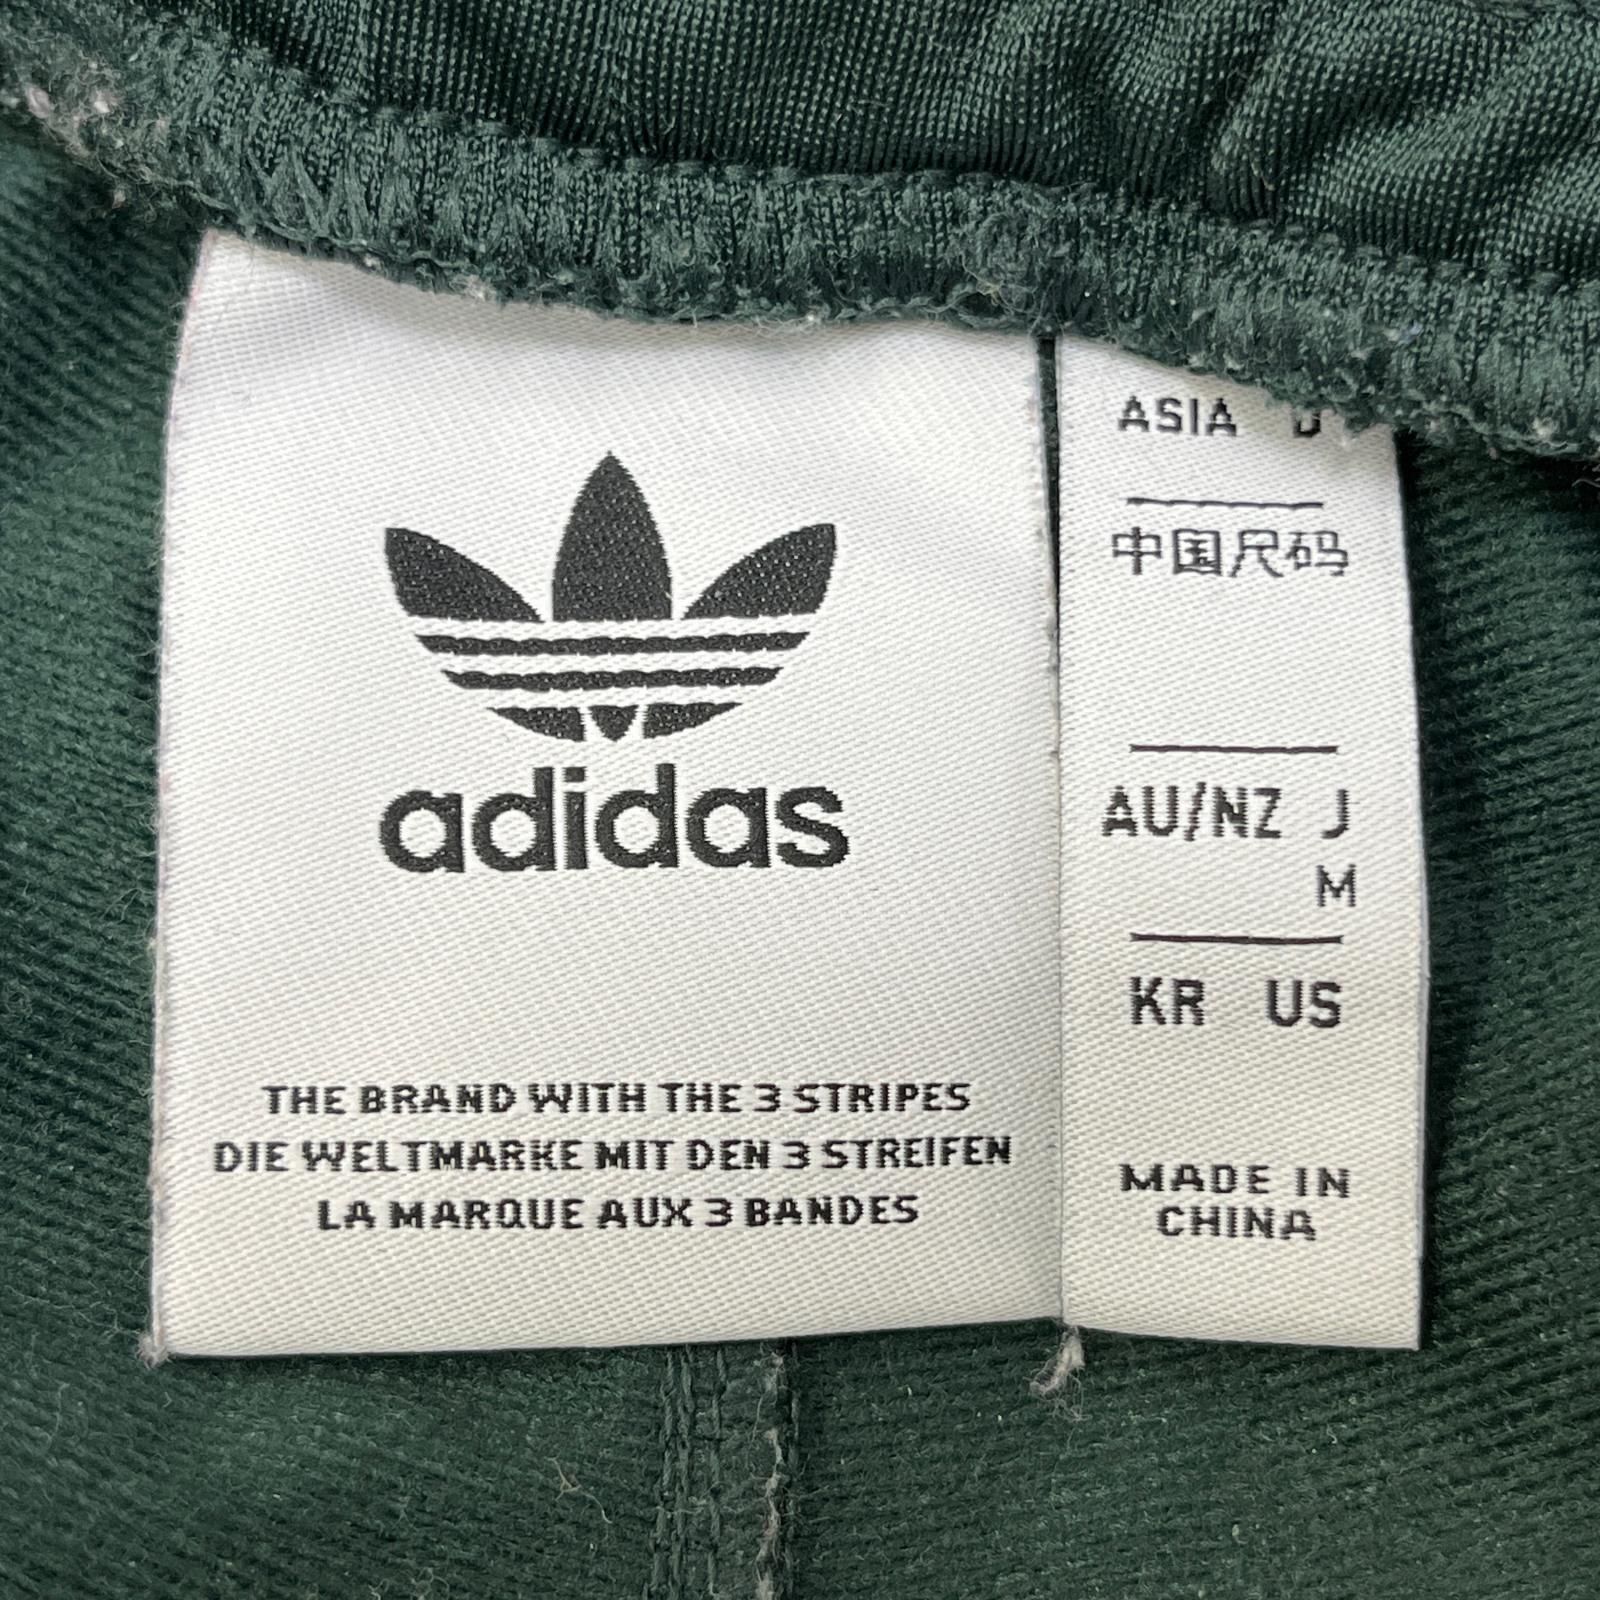 adidas
THE BRAND WITH THE 3 STRIPES
DIE WELTMARKE MIT DEN 3 STREIFEN
LA MARQUE AUX 3 BANDES
ASIA
中国尺码
AU/NZ J
M
KR US
MADE IN
CHINA